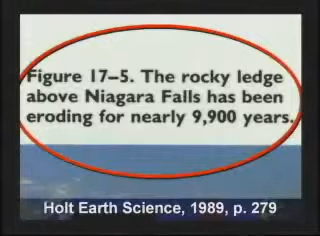 Figure 17–5. The rocky ledge
above Niagara Falls has been
eroding for nearly 9,900 years.
Holt Earth Science, 1989, p. 279